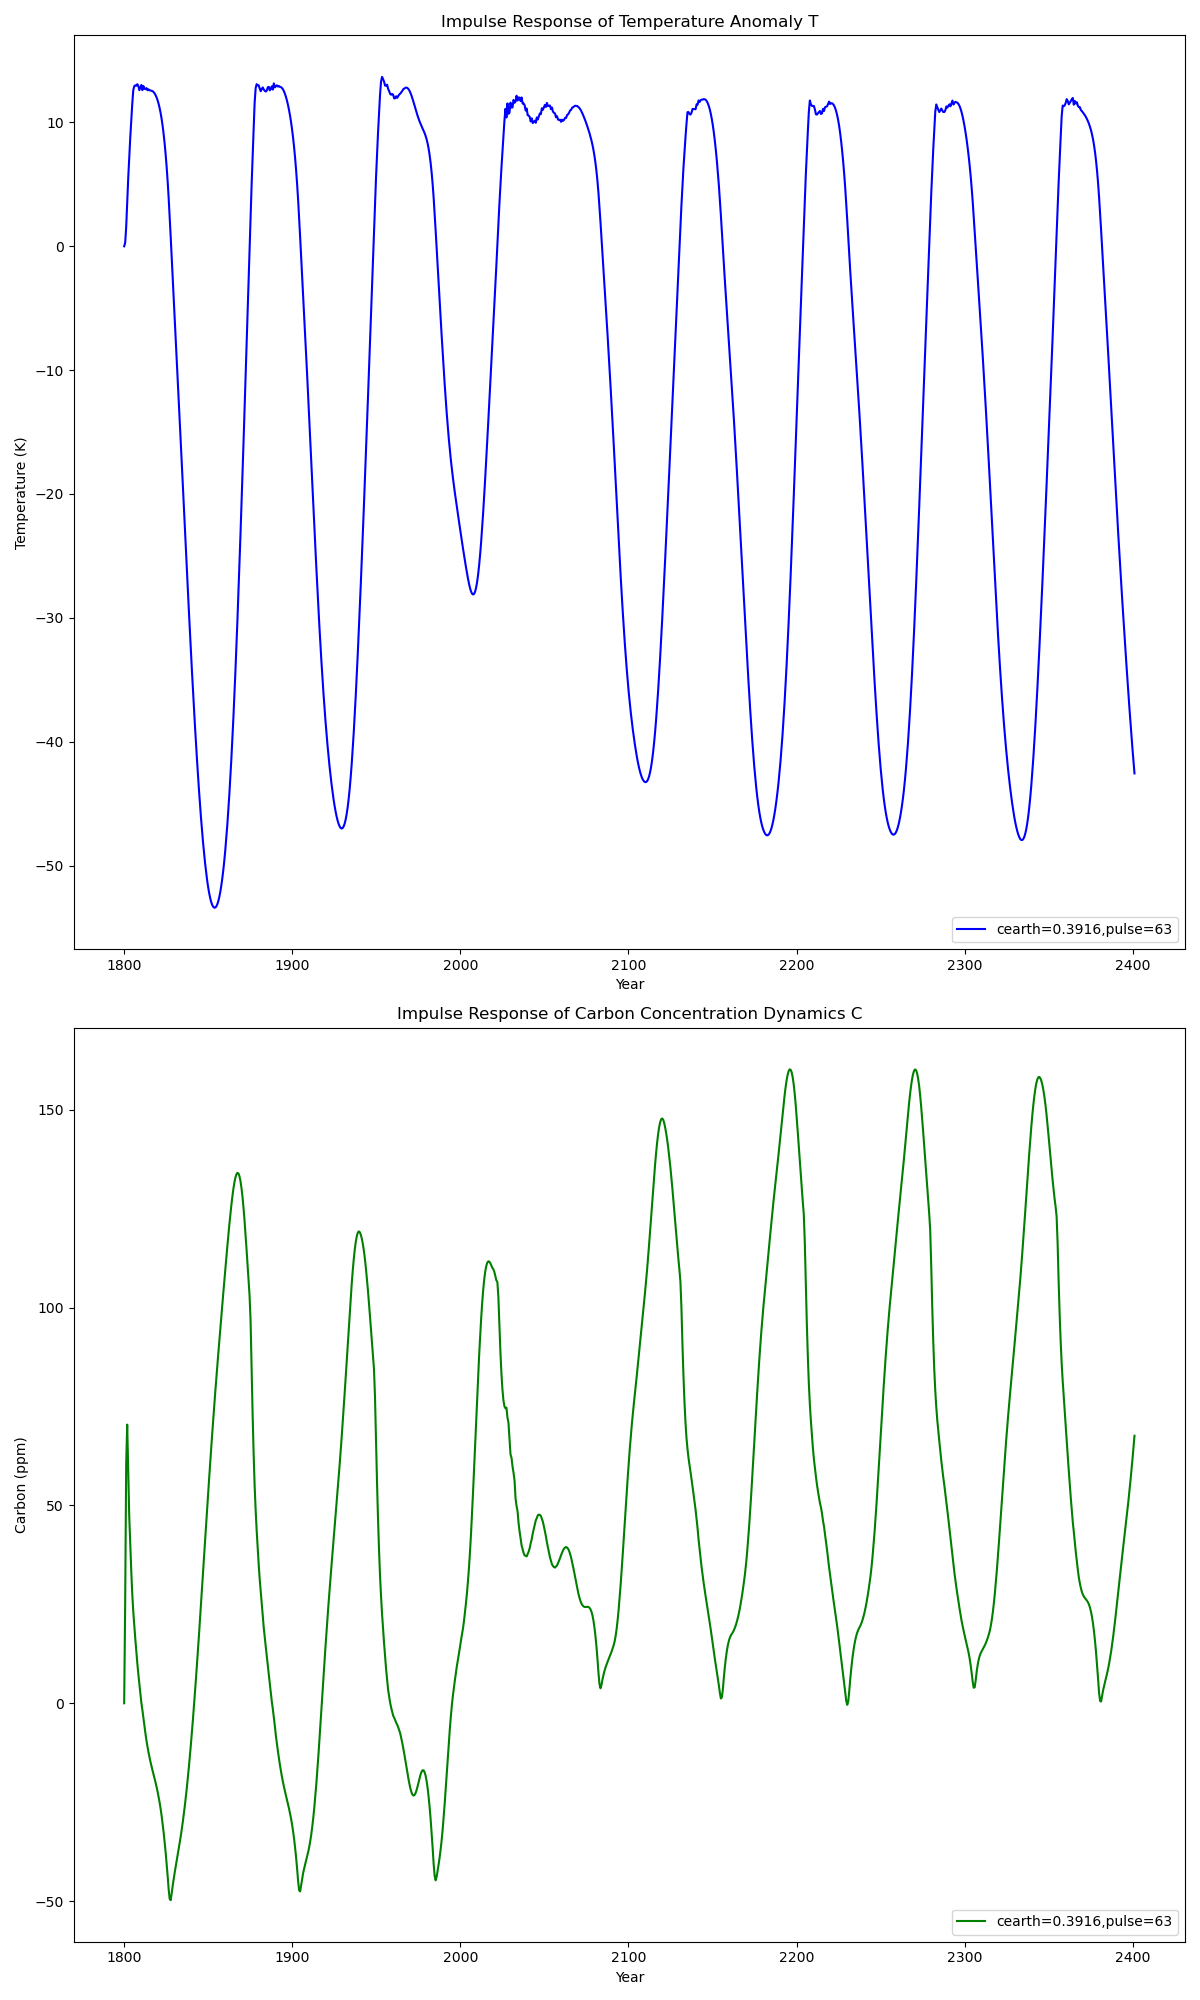 Impulse Response of Temperature Anomaly T
10
0
−10
−20
−30
−40
−50
Temperature (K)
cearth=0.3916,pulse=63
1800 1900 2000 2100 2200 2300 2400
Year
Impulse Response of Carbon Concentration Dynamics C
150
100
50
0
−50
Carbon (ppm)
cearth=0.3916,pulse=63
1800 1900 2000 2100 2200 2300 2400
Year